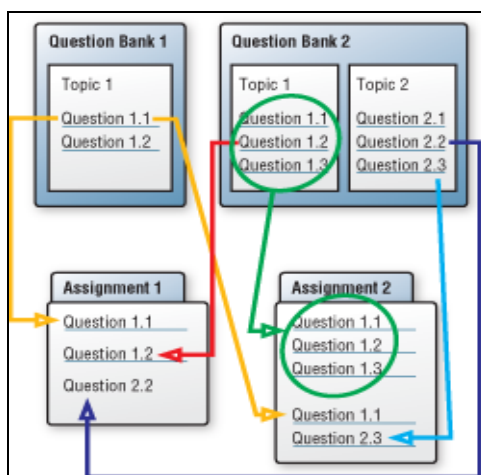 Question Bank 1
Topic 1
Question 1.1
Question 1.2
Question Bank 2
Topic 1
Question 1.1
Question 1.2
Question 1.3
Topic 2
Question 2.1
Question 2.2
Question 2.3
Assignment 1
Question 1.1
Question 1.2
Question 2.2
Assignment 2
Question 1.1
Question 1.2
Question 1.3
Question 1.1
Question 2.3